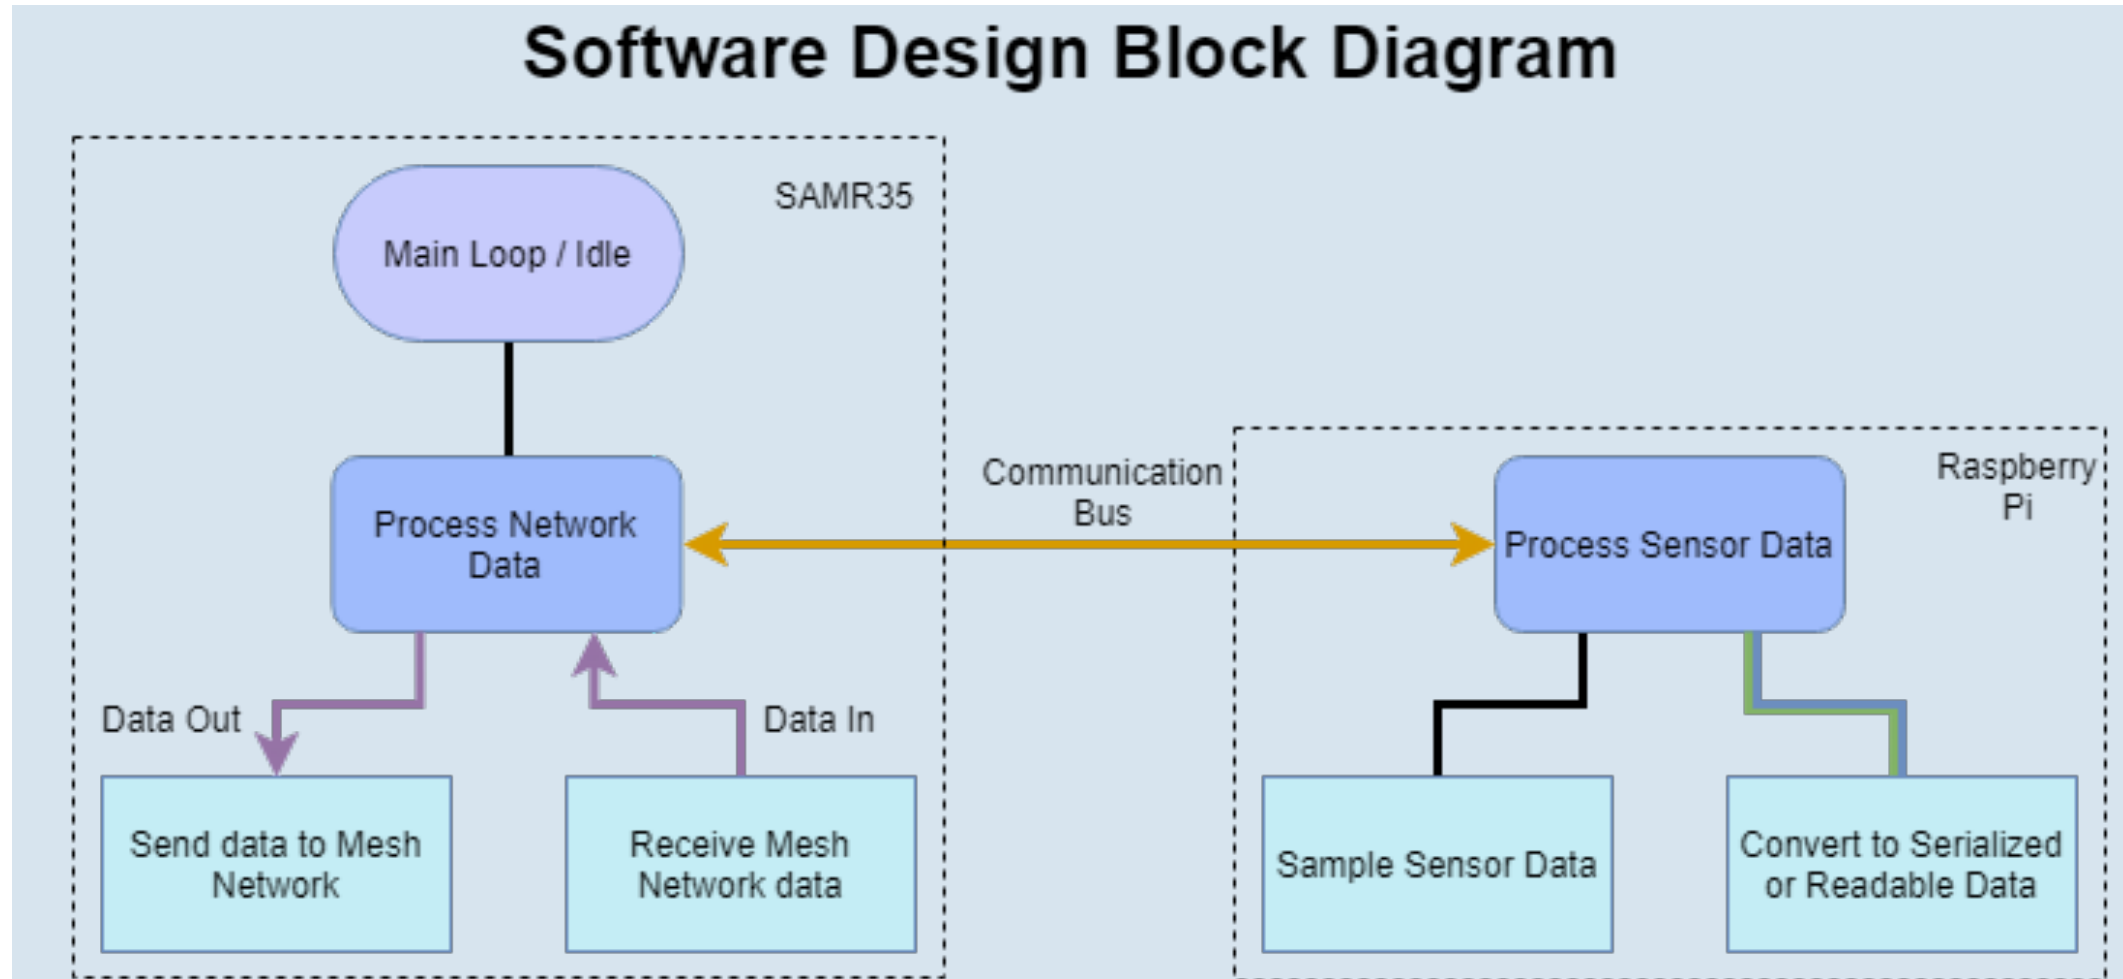 Software Design Block Diagram
SAMR35
Main Loop / Idle
Process Network
Data
Communication
Bus
Raspberry
Pi
Process Sensor Data
Data Out
Data In
Send data to Mesh
Network
Receive Mesh
Network data
Sample Sensor Data
Convert to Serialized
or Readable Data